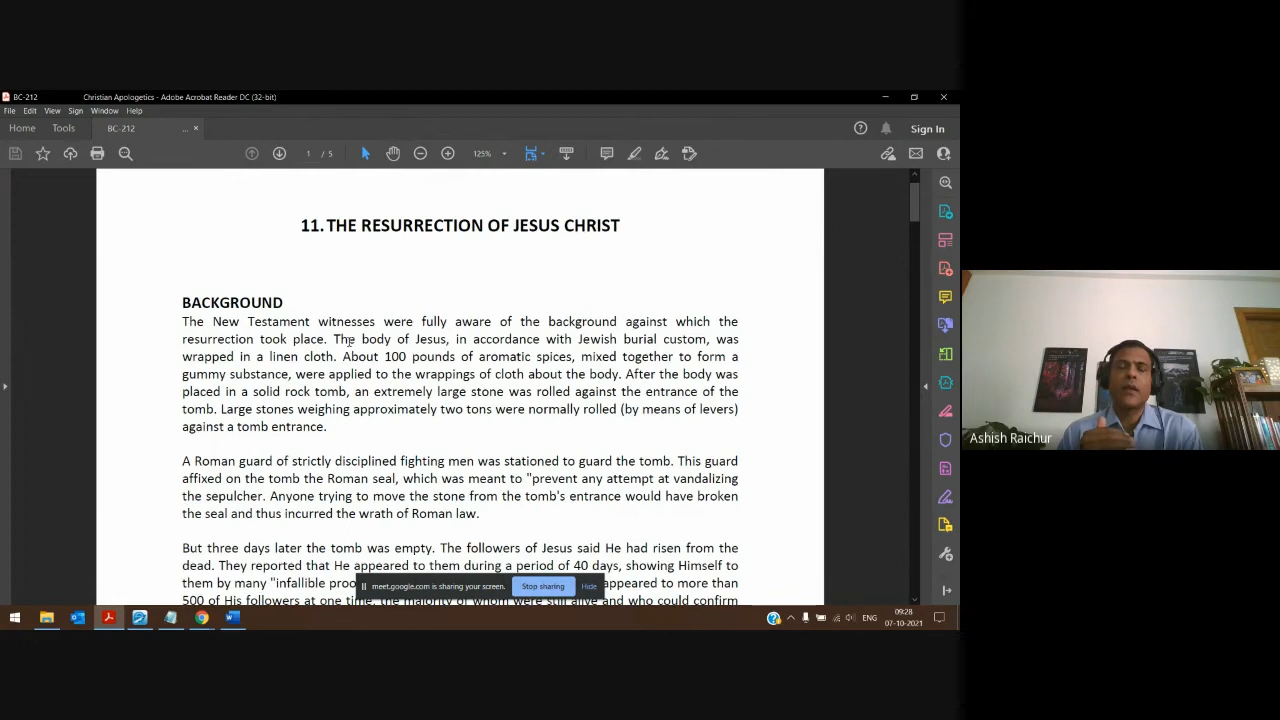 BC-212 Christian Apologetics - Adobe Acrobat Reader DC (32-bit)
File Edit View Sign Window Help
Home Tools BC-212 ... × Sign In
1 / 5 125%
11. THE RESURRECTION OF JESUS CHRIST
BACKGROUND
The New Testament witnesses were fully aware of the background against which the
resurrection took place. The body of Jesus, in accordance with Jewish burial custom, was
wrapped in a linen cloth. About 100 pounds of aromatic spices, mixed together to form a
gummy substance, were applied to the wrappings of cloth about the body. After the body was
placed in a solid rock tomb, an extremely large stone was rolled against the entrance of the
tomb. Large stones weighing approximately two tons were normally rolled (by means of levers)
against a tomb entrance.
A Roman guard of strictly disciplined fighting men was stationed to guard the tomb. This guard
affixed on the tomb the Roman seal, which was meant to "prevent any attempt at vandalizing
the sepulcher. Anyone trying to move the stone from the tomb's entrance would have broken
the seal and thus incurred the wrath of Roman law.
But three days later the tomb was empty. The followers of Jesus said He had risen from the
dead. They reported that He appeared to them during a period of 40 days, showing Himself to
them by many "infallible proo appeared to more than
500 of His followers at one time, the majority of whom were still alive and who could confirm
meet.google.com is sharing your screen. Stop sharing Hide
Ashish Raichur
ENG 09:28
07-10-2021